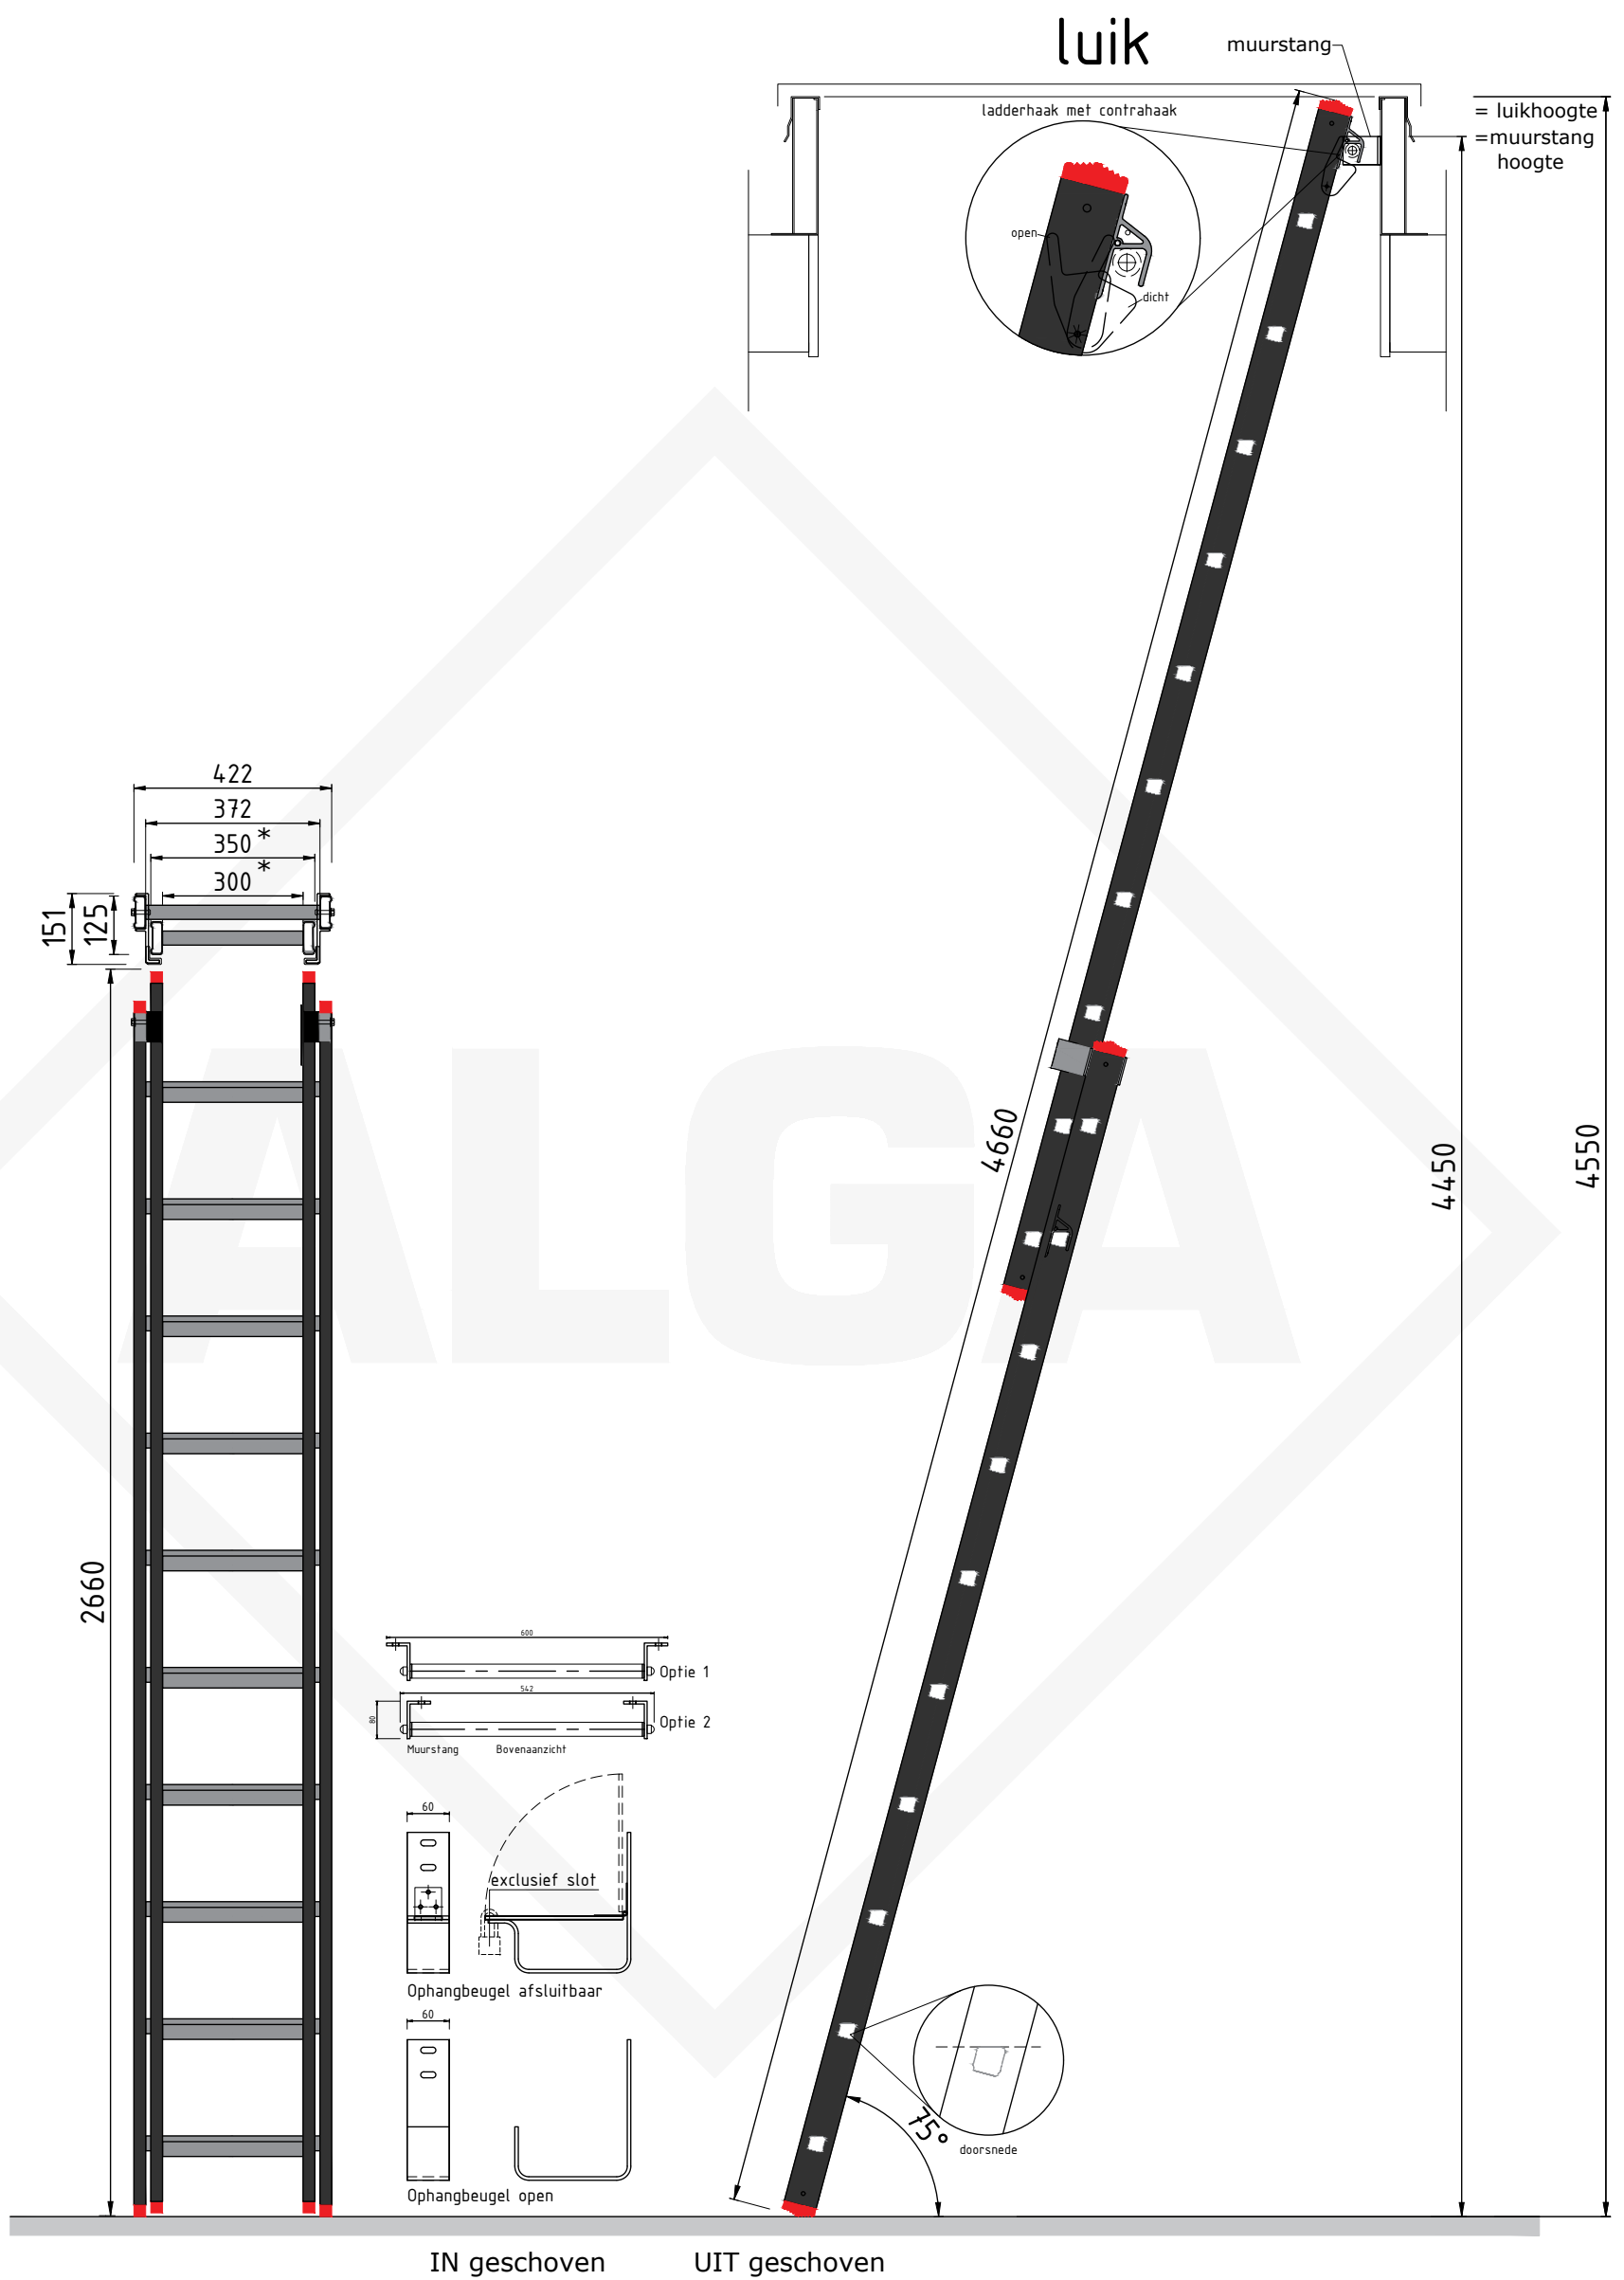 luik
muurstang
ladderhaak met contrahaak
= luikhoogte
=muurstang
hoogte
open
dicht
422
372
350 *
300 *
151
125
2660
4660
4450
4550
ALGA
600
Optie 1
542
80
Optie 2
Muurstang Bovenaanzicht
60
exclusief slot
Ophangbeugel afsluitbaar
60
Ophangbeugel open
75°
doorsnede
IN geschoven UIT geschoven